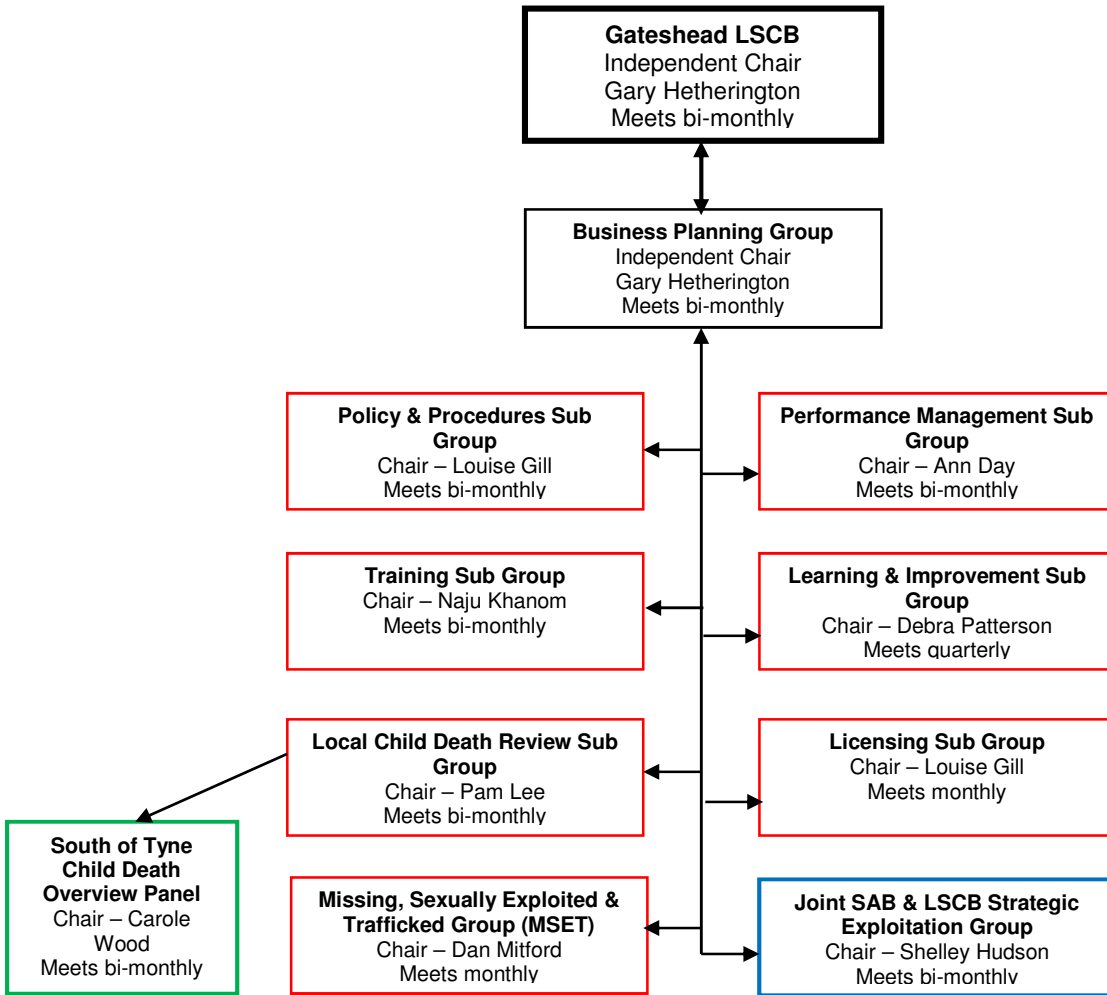 Gateshead LSCB
Independent Chair
Gary Hetherington
Meets bi-monthly
Business Planning Group
Independent Chair
Gary Hetherington
Meets bi-monthly
Policy & Procedures Sub
Group
Chair – Louise Gill
Meets bi-monthly
Performance Management Sub
Group
Chair – Ann Day
Meets bi-monthly
Training Sub Group
Chair – Naju Khanom
Meets bi-monthly
Learning & Improvement Sub
Group
Chair – Debra Patterson
Meets quarterly
Local Child Death Review Sub
Group
Chair – Pam Lee
Meets bi-monthly
Licensing Sub Group
Chair – Louise Gill
Meets monthly
South of Tyne
Child Death
Overview Panel
Chair – Carole
Wood
Meets bi-monthly
Missing, Sexually Exploited &
Trafficked Group (MSET)
Chair – Dan Mitford
Meets monthly
Joint SAB & LSCB Strategic
Exploitation Group
Chair – Shelley Hudson
Meets bi-monthly